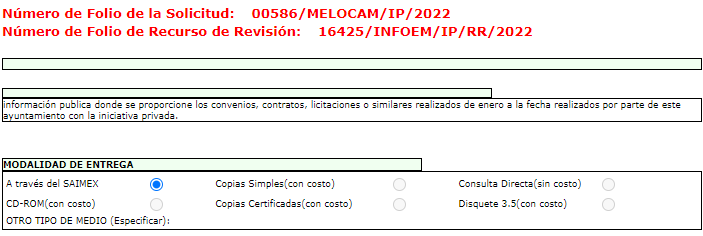 Número de Folio de la Solicitud: 00586/MELOCAM/IP/2022
Número de Folio de Recurso de Revisión: 16425/INFOEM/IP/RR/2022
información publica donde se proporcione los convenios, contratos, licitaciones o similares realizados de enero a la fecha realizados por parte de este
ayuntamiento con la iniciativa privada.
MODALIDAD DE ENTREGA
A través del SAIMEX Copias Simples(con costo) Consulta Directa(sin costo)
CD-ROM(con costo) Copias Certificadas(con costo) Disquete 3.5(con costo)
OTRO TIPO DE MEDIO (Especificar):